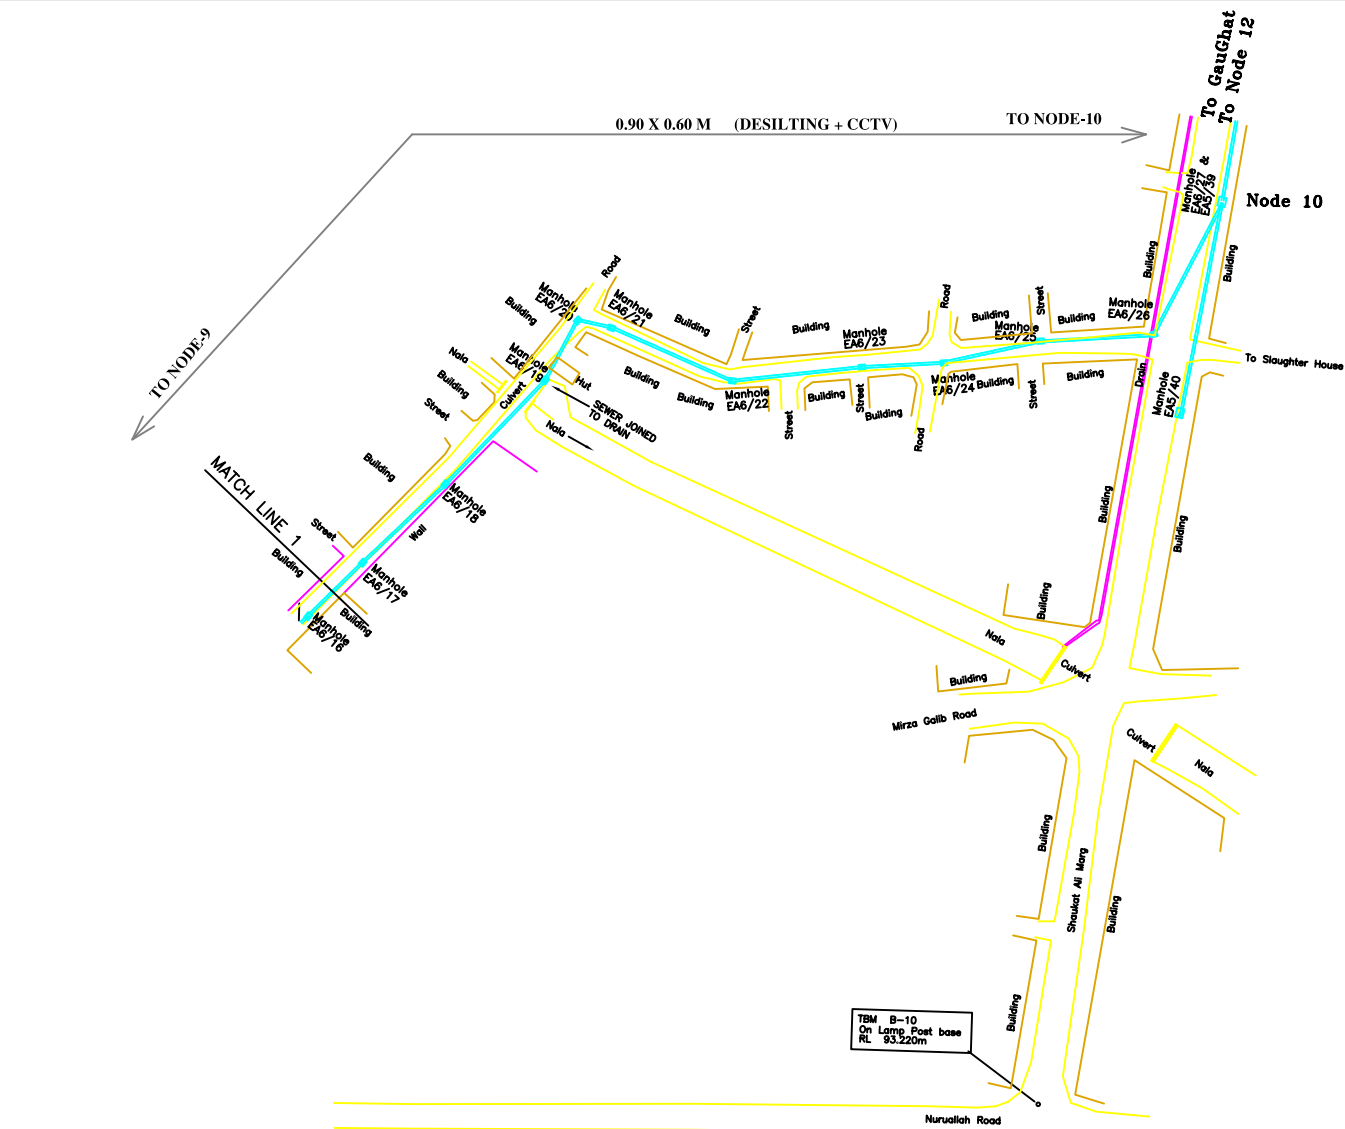 To GauGhat
To Node 12
0.90 X 0.60 M (DESILTING + CCTV)
TO NODE-10
Manhole
EA6/27 &
EA5/39
Node 10
Building
Building
Road
Manhole
EA6/20
Building
Manhole
EA6/21
Building
Street
Building
Manhole
EA6/23
Road
Building
Manhole
EA6/25
Street
Building
Manhole
EA6/26
TO NODE-9
Nala
Manhole
EA6/19
Building
Culvert
Hut
Street
Building
Building
Manhole
EA6/22
Street
Building
Street
Building
Road
Manhole
EA6/24
Building
Street
Building
Drain
Manhole
EA5/40
To Slaughter House
SEWER JOINED
TO DRAIN
Nala
Building
MATCH LINE 1
Manhole
EA6/18
Wall
Street
Building
Manhole
EA6/17
Building
Manhole
EA6/16
Building
Building
Building
Nala
Culvert
Building
Mirza Galib Road
Culvert
Nala
Building
Shaukat Ali Marg
Building
Building
TBM B-10
On Lamp Post base
RL 93.220m
Nuruallah Road